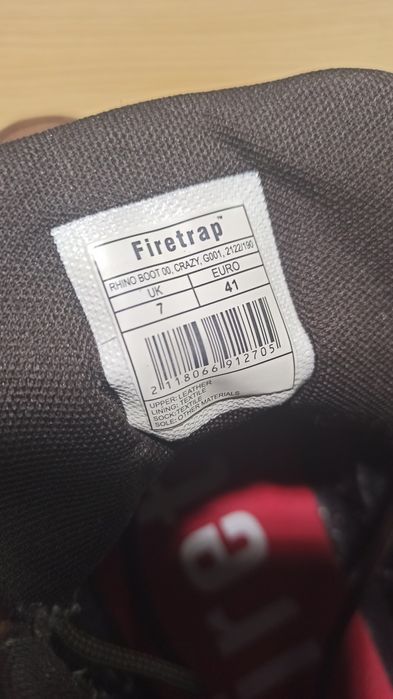 Firetrap™
RHINO BOOT 00, CRAZY, G001, 2122/190
UK EURO
7 41
2 118066 912705
UPPER: LEATHER
LINING: TEXTILE
SOCK: TEXTILE
SOLE: OTHER MATERIALS